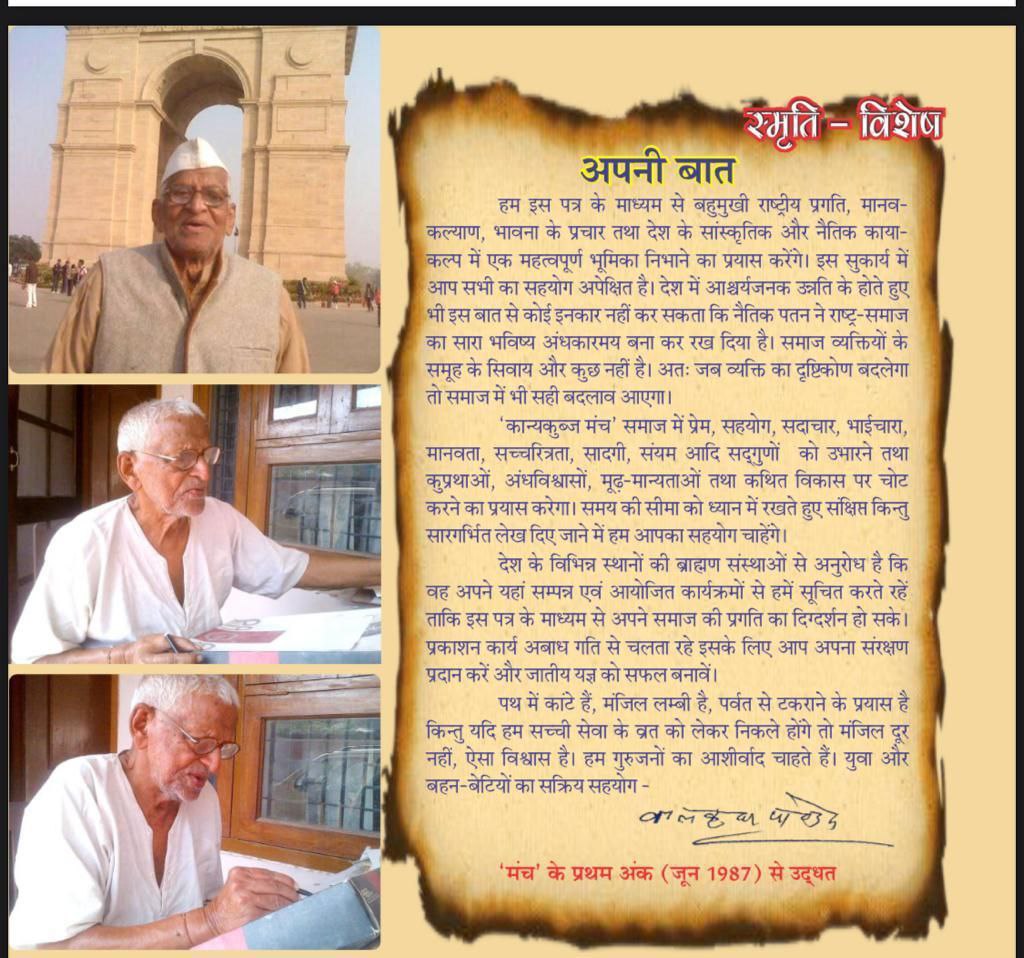 स्मृति - विशेष
अपनी बात
हम इस पत्र के माध्यम से बहुमुखी राष्ट्रीय प्रगति, मानव-
कल्याण, भावना के प्रचार तथा देश के सांस्कृतिक और नैतिक काया-
कल्प में एक महत्वपूर्ण भूमिका निभाने का प्रयास करेंगे। इस सुकार्य में
आप सभी का सहयोग अपेक्षित है। देश में आश्चर्यजनक उन्नति के होते हुए
भी इस बात से कोई इनकार नहीं कर सकता कि नैतिक पतन ने राष्ट्र-समाज
का सारा भविष्य अंधकारमय बना कर रख दिया है। समाज व्यक्तियों के
समूह के सिवाय और कुछ नहीं है। अतः जब व्यक्ति का दृष्टिकोण बदलेगा
तो समाज में भी सही बदलाव आएगा।
'कान्यकुब्ज मंच' समाज में प्रेम, सहयोग, सदाचार, भाईचारा,
मानवता, सच्चरित्रता, सादगी, संयम आदि सद्गुणों को उभारने तथा
कुप्रथाओं, अंधविश्वासों, मूढ़-मान्यताओं तथा कथित विकास पर चोट
करने का प्रयास करेगा। समय की सीमा को ध्यान में रखते हुए संक्षिप्त किन्तु
सारगर्भित लेख दिए जाने में हम आपका सहयोग चाहेंगे।
देश के विभिन्न स्थानों की ब्राह्मण संस्थाओं से अनुरोध है कि
वह अपने यहां सम्पन्न एवं आयोजित कार्यक्रमों से हमें सूचित करते रहें
ताकि इस पत्र के माध्यम से अपने समाज की प्रगति का दिग्दर्शन हो सके।
प्रकाशन कार्य अबाध गति से चलता रहे इसके लिए आप अपना संरक्षण
प्रदान करें और जातीय यज्ञ को सफल बनावें।
पथ में कांटे हैं, मंजिल लम्बी है, पर्वत से टकराने के प्रयास है
किन्तु यदि हम सच्ची सेवा के व्रत को लेकर निकले होंगे तो मंजिल दूर
नहीं, ऐसा विश्वास है। हम गुरुजनों का आशीर्वाद चाहते हैं। युवा और
बहन-बेटियों का सक्रिय सहयोग -
'मंच' के प्रथम अंक (जून 1987) से उद्धत